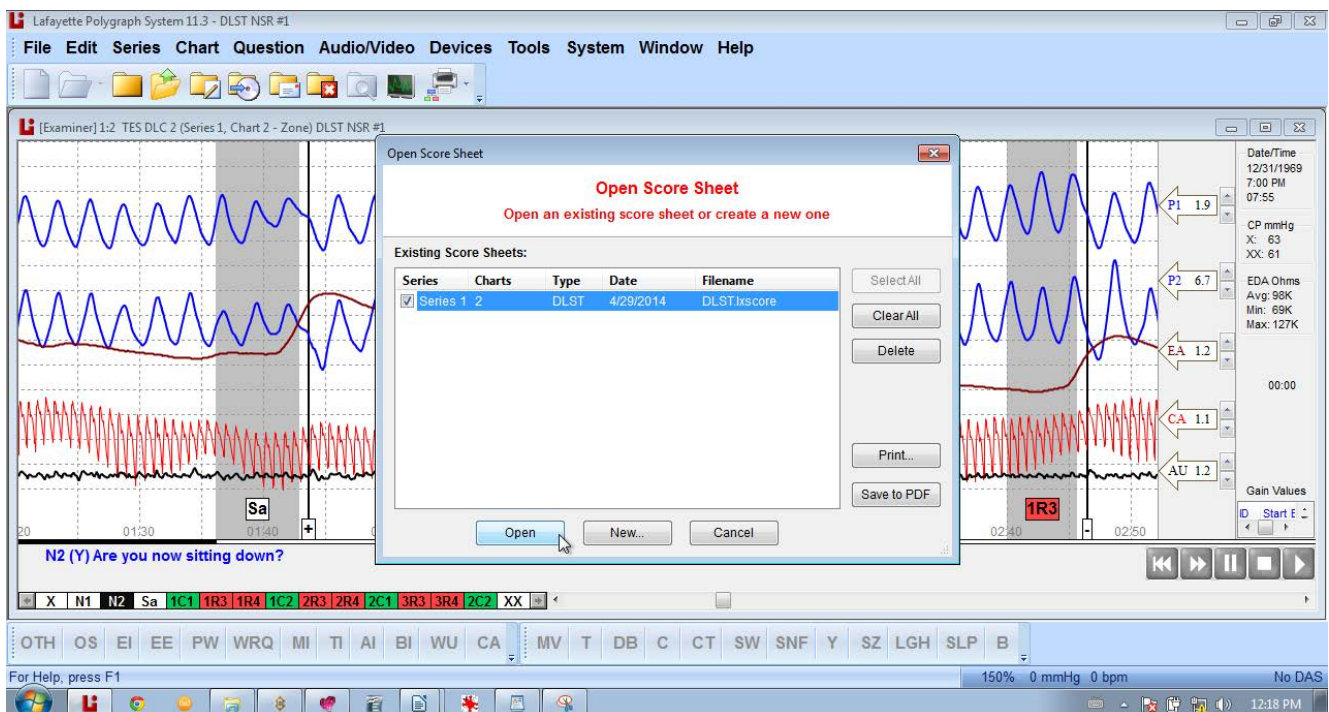 Lafayette Polygraph System 11.3 - DLST NSR #1
File Edit Series Chart Question Audio/Video Devices Tools System Window Help
[Examiner] 1:2 TES DLC 2 (Series 1, Chart 2 - Zone) DLST NSR #1
Open Score Sheet
Open Score Sheet
Open an existing score sheet or create a new one
Existing Score Sheets:
Series Charts Type Date Filename
Series 1 2 DLST 4/29/2014 DLST.lxscore
Select All
Clear All
Delete
Print...
Save to PDF
Open New... Cancel
P1 1.9
P2 6.7
EA 1.2
CA 1.1
AU 1.2
Date/Time
12/31/1969
7:00 PM
07:55
CP mmHg
X: 63
XX: 61
EDA Ohms
Avg: 98K
Min: 69K
Max: 127K
00:00
Gain Values
ID Start E
Sa + 1R3 -
20 01:30 01:40 02:40 02:50
N2 (Y) Are you now sitting down?
X N1 N2 Sa 1C1 1R3 1R4 1C2 2R3 2R4 2C1 3R3 3R4 2C2 XX
OTH OS EI EE PW WRQ MI TI AI BI WU CA MV T DB C CT SW SNF Y SZ LGH SLP B
For Help, press F1 150% 0 mmHg 0 bpm No DAS
12:18 PM